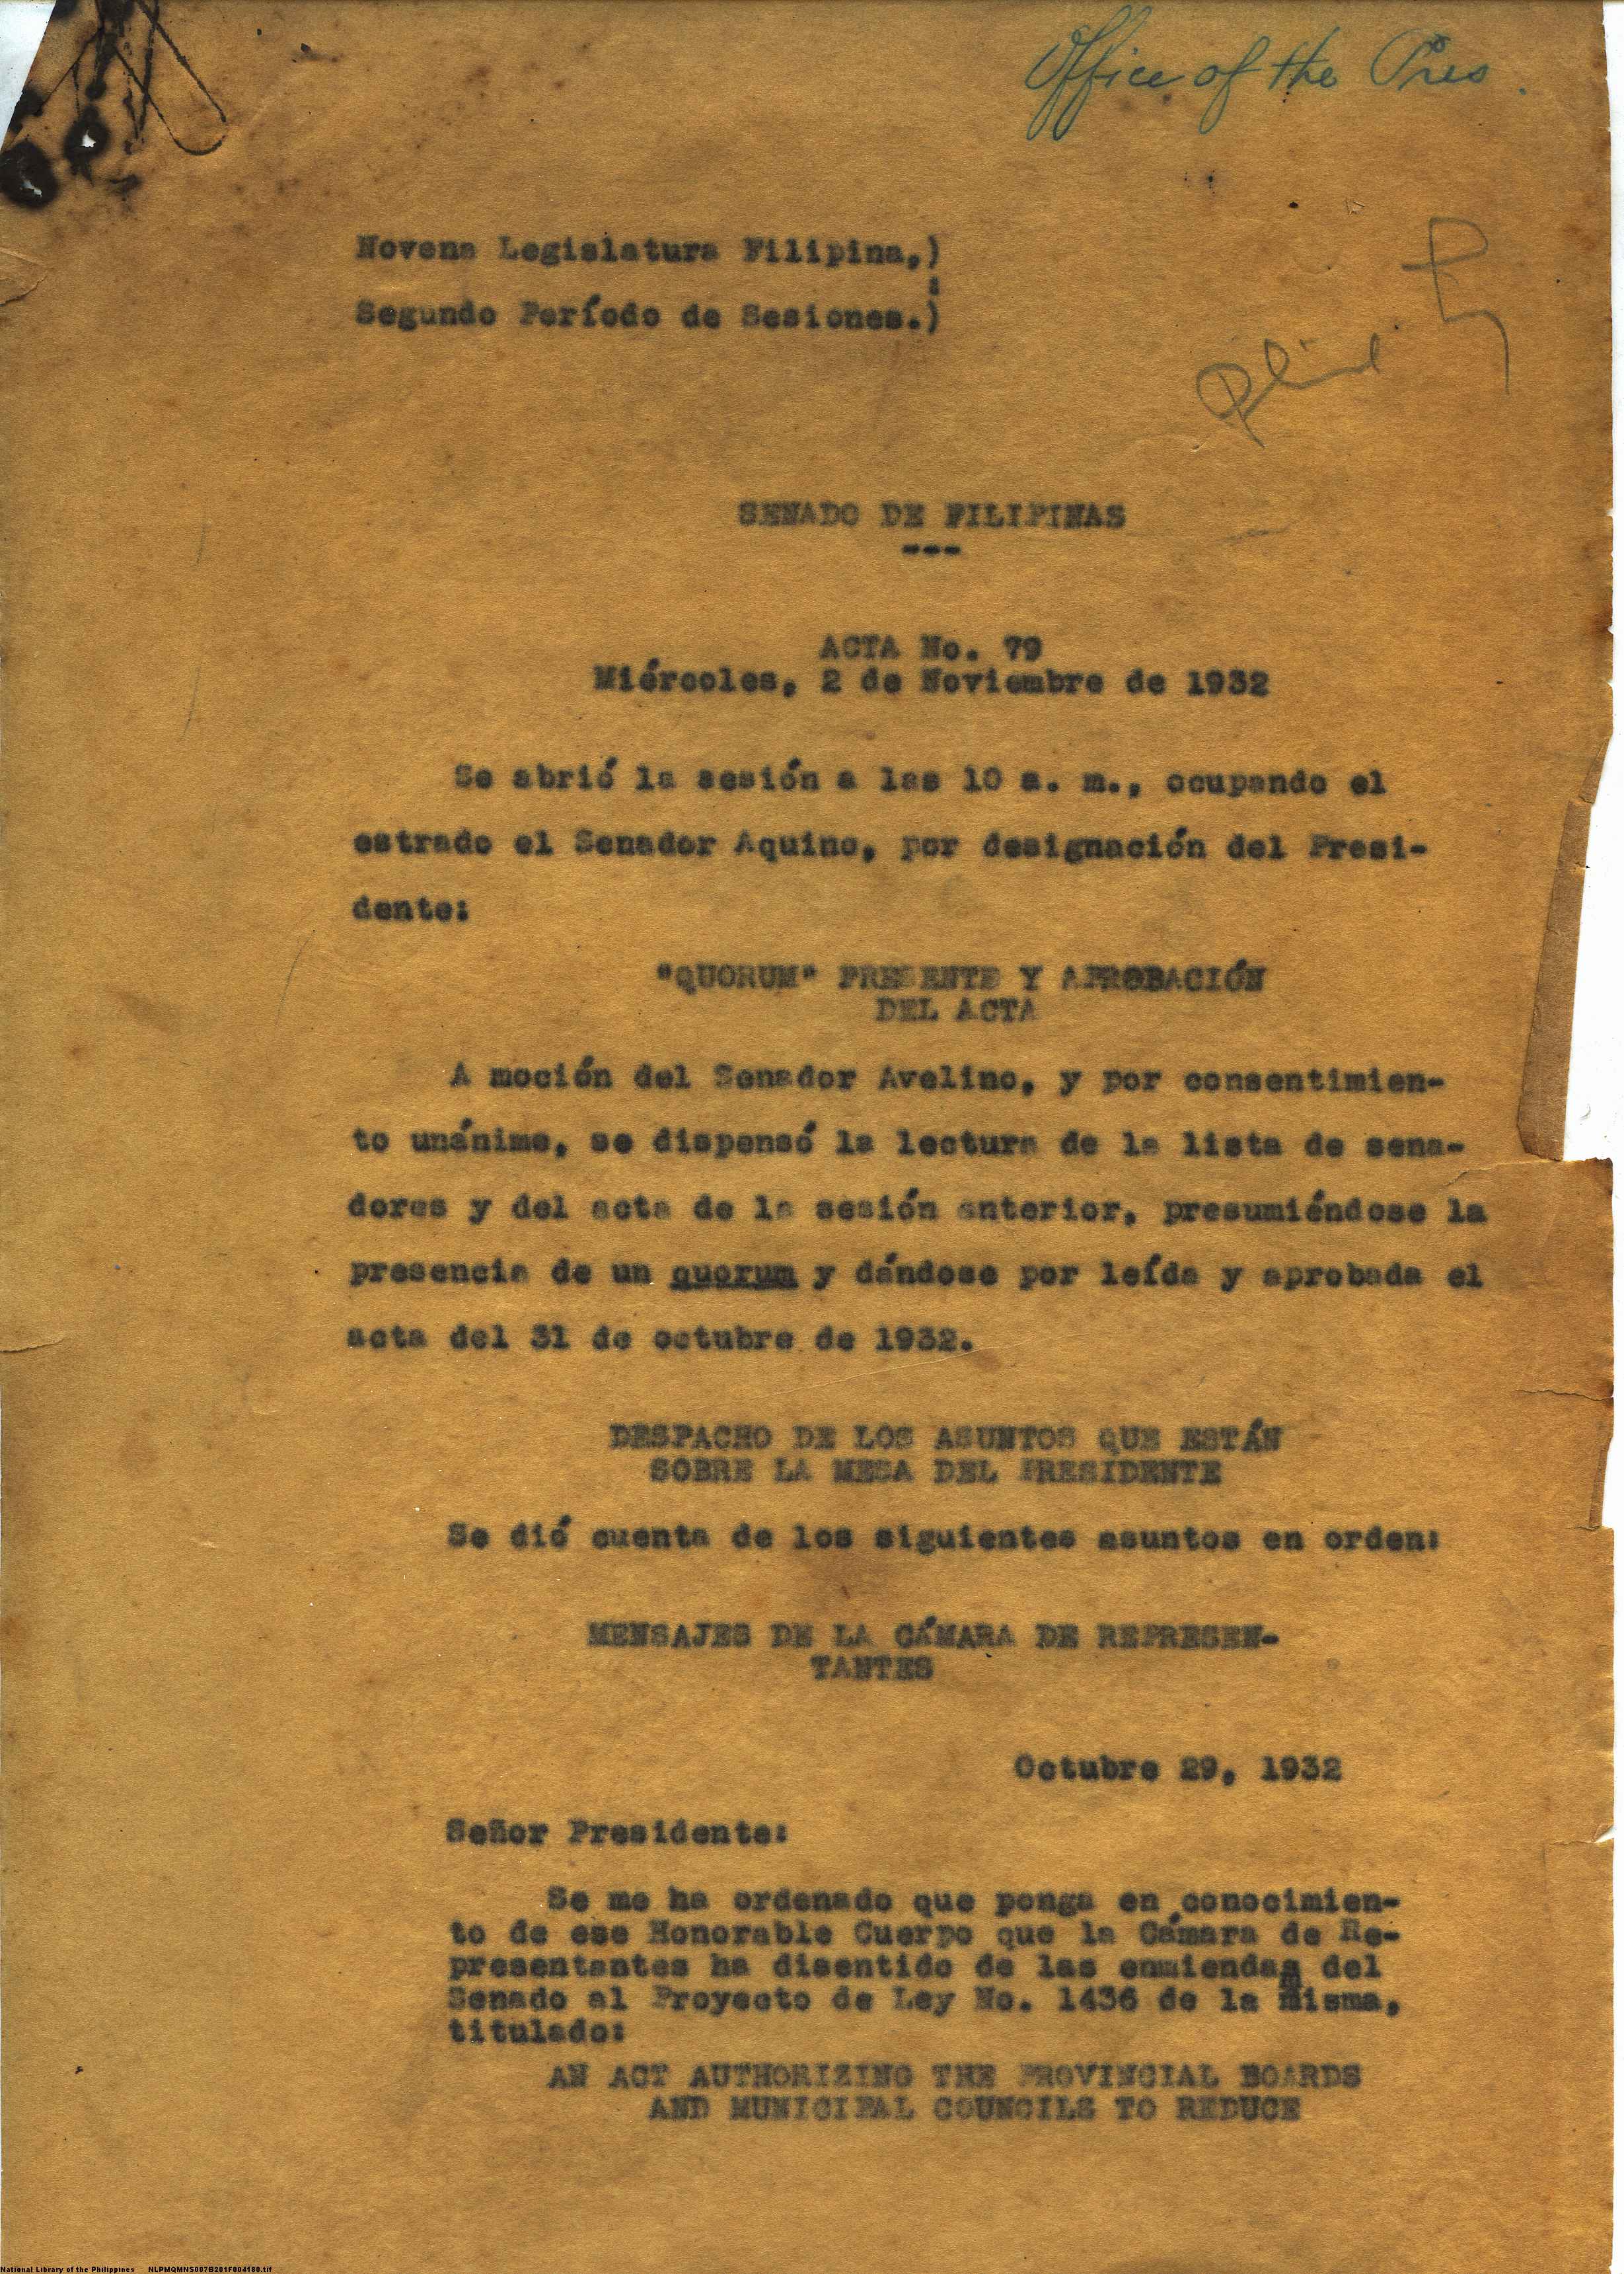 Office of the Pres.
Novena Legislatura Filipina,)
:
Segundo Período de Sesiones.)
SENADO DE FILIPINAS
---
ACTA No. 79
Miércoles, 2 de Noviembre de 1932
Se abrió la sesión a las 10 a. m., ocupando el
estrado el Senador Aquino, por designación del Presi-
dente:
"QUORUM" PRESENTE Y APROBACIÓN
DEL ACTA
A moción del Senador Avelino, y por consentimien-
to unánime, se dispensó la lectura de la lista de sena-
dores y del acta de la sesión anterior, presumiéndose la
presencia de un quorum y dándose por leída y aprobada el
acta del 31 de octubre de 1932.
DESPACHO DE LOS ASUNTOS QUE ESTÁN
SOBRE LA MESA DEL PRESIDENTE
Se dió cuenta de los siguientes asuntos en orden:
MENSAJES DE LA CÁMARA DE REPRESEN-
TANTES
Octubre 29, 1932
Señor Presidente:
Se me ha ordenado que ponga en conocimien-
to de ese Honorable Cuerpo que la Cámara de Re-
presentantes ha disentido de las enmiendas del
Senado al Proyecto de Ley No. 1436 de la misma,
titulado:
AN ACT AUTHORIZING THE PROVINCIAL BOARDS
AND MUNICIPAL COUNCILS TO REDUCE
National Library of the Philippines NLPMQMNS007B201F004180.tif